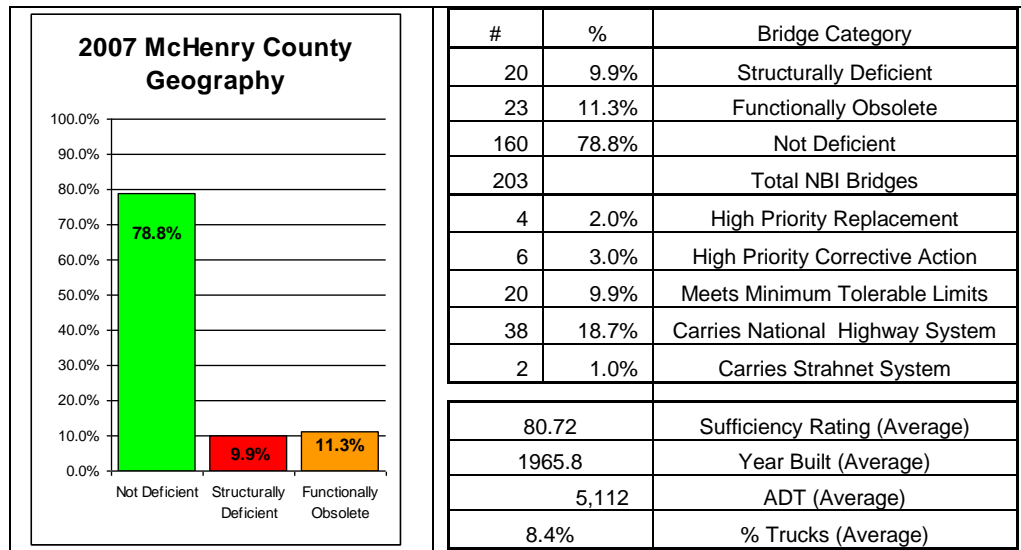 2007 McHenry County
Geography
100.0%
90.0%
80.0%
70.0%
60.0%
50.0%
40.0%
30.0%
20.0%
10.0%
0.0%
78.8%
9.9%
11.3%
Not Deficient Structurally Functionally
Deficient Obsolete
# % Bridge Category
20 9.9% Structurally Deficient
23 11.3% Functionally Obsolete
160 78.8% Not Deficient
203 Total NBI Bridges
4 2.0% High Priority Replacement
6 3.0% High Priority Corrective Action
20 9.9% Meets Minimum Tolerable Limits
38 18.7% Carries National Highway System
2 1.0% Carries Strahnet System
80.72 Sufficiency Rating (Average)
1965.8 Year Built (Average)
5,112 ADT (Average)
8.4% % Trucks (Average)